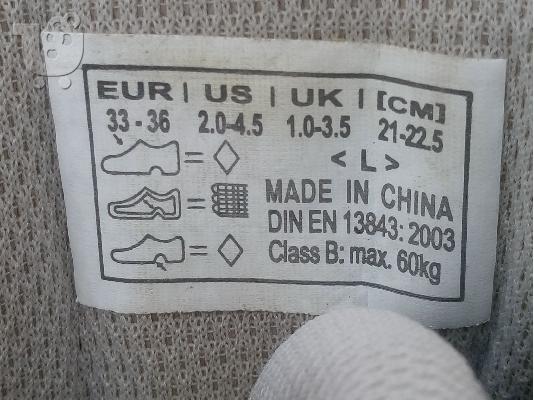 EUR | US | UK | [CM]
33 - 36 2.0-4.5 1.0-3.5 21-22.5
< L >
= ◇
MADE IN CHINA
=
DIN EN 13843: 2003
= ◇
Class B: max. 60kg